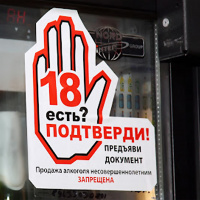 18
есть?
ПОДТВЕРДИ!
ПРЕДЪЯВИ
ДОКУМЕНТ
Продажа алкоголя несовершеннолетним
ЗАПРЕЩЕНА